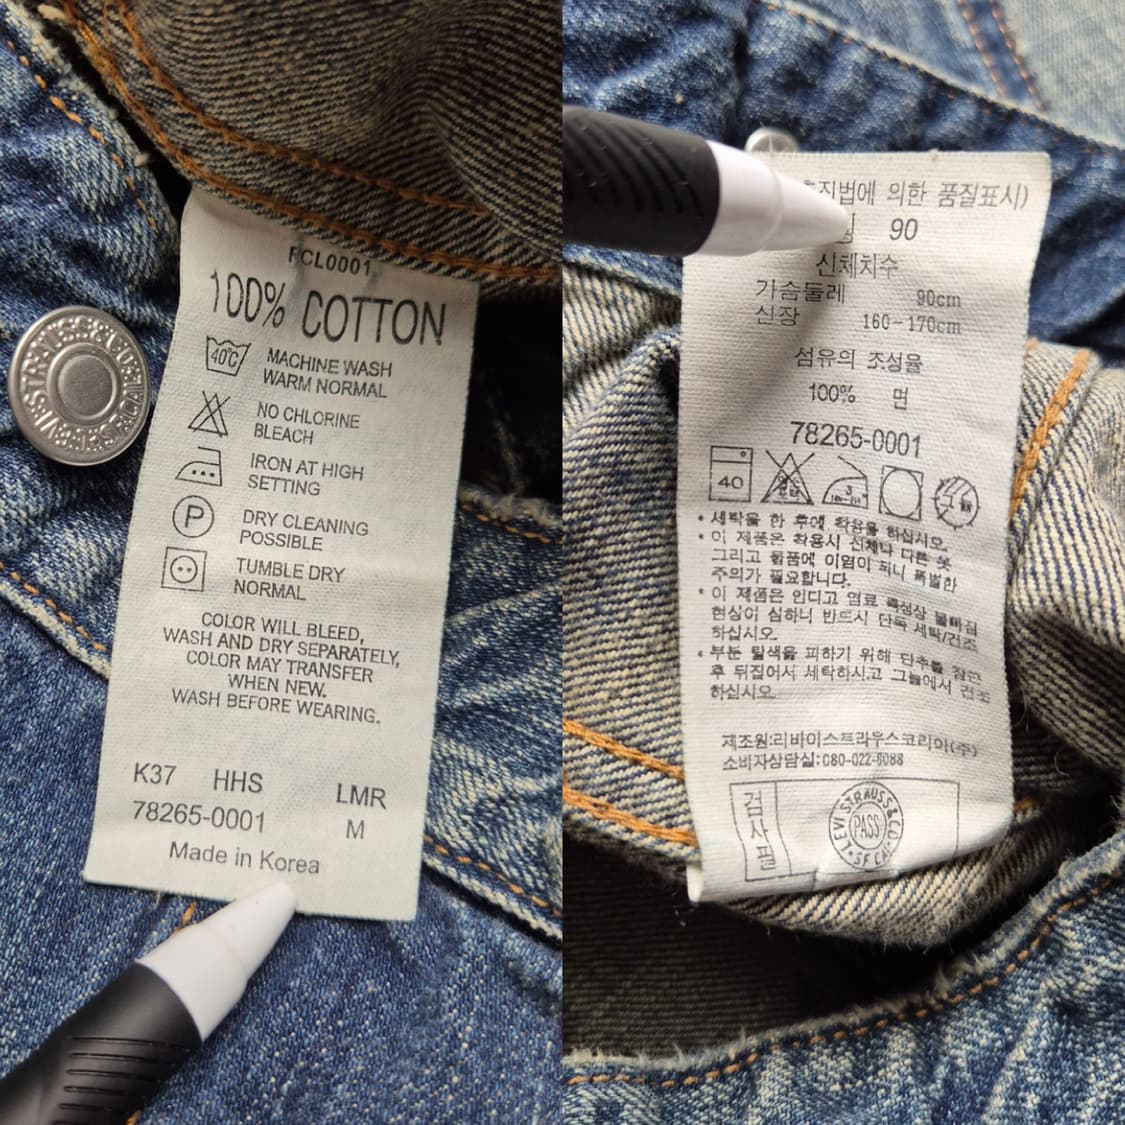 LEVI STRAUSS & CO
S.F. CAL
PCL0001
100% COTTON
40°C
MACHINE WASH
WARM NORMAL
NO CHLORINE
BLEACH
IRON AT HIGH
SETTING
P
DRY CLEANING
POSSIBLE
TUMBLE DRY
NORMAL
COLOR WILL BLEED,
WASH AND DRY SEPARATELY,
COLOR MAY TRANSFER
WHEN NEW.
WASH BEFORE WEARING.
K37 HHS LMR
78265-0001 M
Made in Korea
의한 품질표시)
90
신체치수
가슴둘레 90cm
신장 160-170cm
섬유의 조성율
100% 면
78265-0001
40
*세탁을 한 후에 착용을 하십시오.
*이 제품은 착용시 신체나 다른 옷
그리고 힙품에 이염이 되니 특별한
주의가 필요합니다.
*이 제품은 인디고 염료 특성상 물빠짐
현상이 심하니 반드시 단독 세탁/건조
하십시오.
*부분 탈색을 피하기 위해 단추를 잠근
후 뒤집어서 세탁하시고 그늘에서 건조
하십시오.
제조원:리바이스트라우스코리아(주)
소비자상담실:080-022-6088
검사필
LEVI STRAUSS & CO
PASS
S.F. CAL